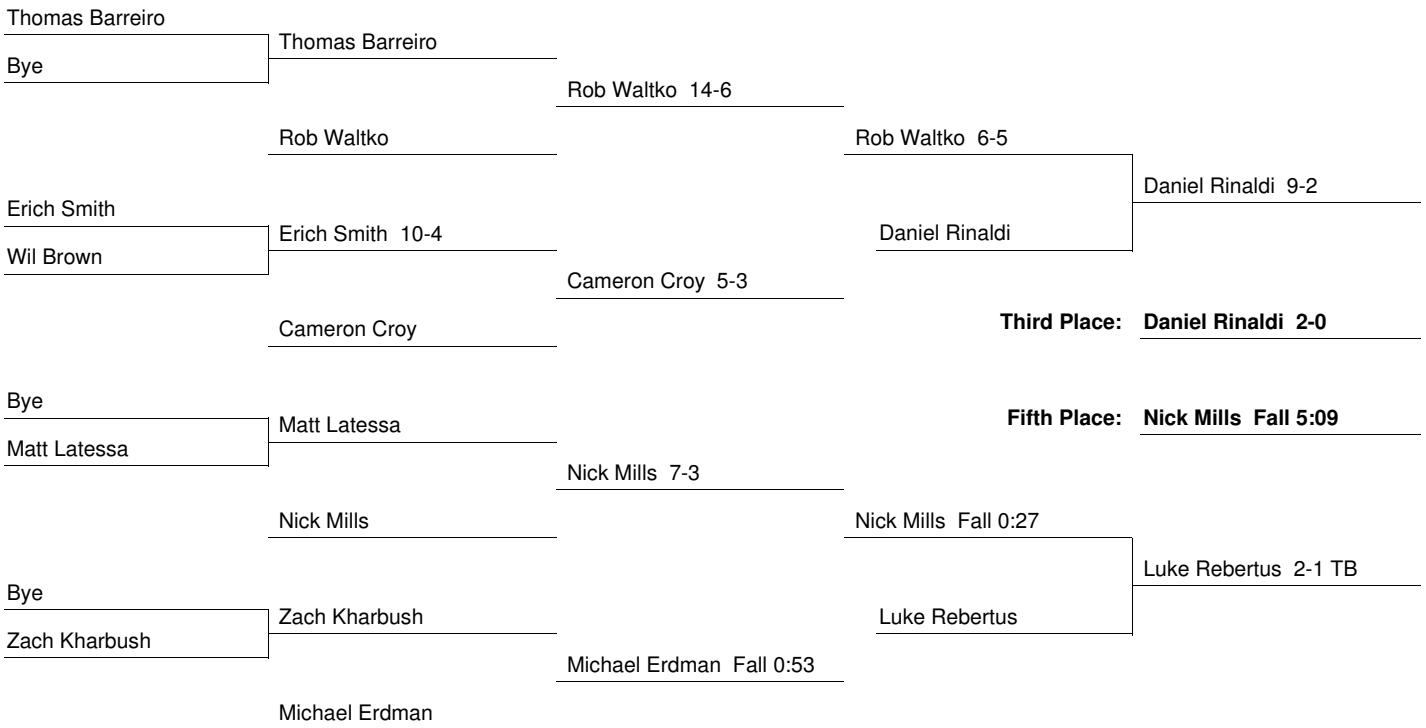 Thomas Barreiro
Thomas Barreiro
Bye
Rob Waltko 14-6
Rob Waltko
Rob Waltko 6-5
Daniel Rinaldi 9-2
Erich Smith
Erich Smith 10-4
Daniel Rinaldi
Wil Brown
Cameron Croy 5-3
Cameron Croy
Third Place: Daniel Rinaldi 2-0
Bye
Matt Latessa
Fifth Place: Nick Mills Fall 5:09
Matt Latessa
Nick Mills 7-3
Nick Mills
Nick Mills Fall 0:27
Luke Rebertus 2-1 TB
Bye
Zach Kharbush
Luke Rebertus
Zach Kharbush
Michael Erdman Fall 0:53
Michael Erdman